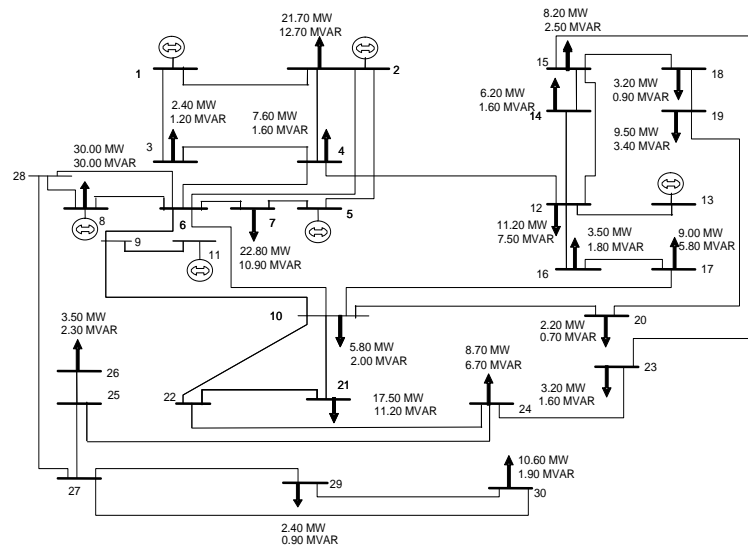 21.70 MW
12.70 MVAR
8.20 MW
2.50 MVAR
1
2
15
18
3.20 MW
0.90 MVAR
6.20 MW
1.60 MVAR
14
19
2.40 MW
1.20 MVAR
7.60 MW
1.60 MVAR
9.50 MW
3.40 MVAR
3
4
30.00 MW
30.00 MVAR
28
8
6
7
5
12
13
11.20 MW
7.50 MVAR
3.50 MW
1.80 MVAR
9.00 MW
5.80 MVAR
9
11
22.80 MW
10.90 MVAR
16
17
10
20
3.50 MW
2.30 MVAR
5.80 MW
2.00 MVAR
2.20 MW
0.70 MVAR
8.70 MW
6.70 MVAR
26
23
25
21
22
17.50 MW
11.20 MVAR
24
3.20 MW
1.60 MVAR
10.60 MW
1.90 MVAR
27
29
30
2.40 MW
0.90 MVAR